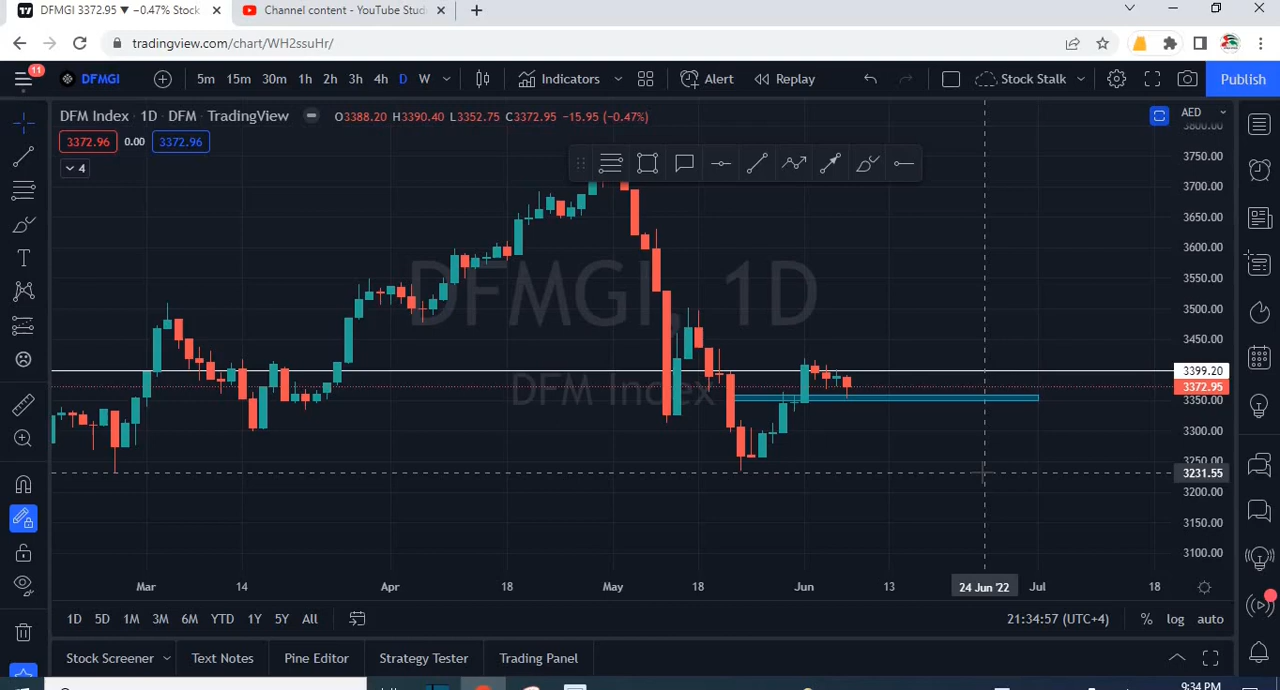 DFMGI 3372.95 ▼ −0.47% Stock
Channel content - YouTube Stud
tradingview.com/chart/WH2ssuHr/
11
DFMGI
5m 15m 30m 1h 2h 3h 4h D W
Indicators
Alert
Replay
Stock Stalk
Publish
DFM Index · 1D · DFM · TradingView
O3388.20 H3390.40 L3352.75 C3372.95 −15.95 (−0.47%)
AED
3372.96 0.00 3372.96
4
3800.00
3750.00
3700.00
3650.00
3600.00
3550.00
3500.00
3450.00
3399.20
3372.95
3350.00
3300.00
3250.00
3231.55
3200.00
3150.00
3100.00
DFMGI, 1D
DFM Index
Mar 14 Apr 18 May 18 Jun 13 24 Jun '22 Jul 18
1D 5D 1M 3M 6M YTD 1Y 5Y All
21:34:57 (UTC+4)
% log auto
Stock Screener
Text Notes
Pine Editor
Strategy Tester
Trading Panel
9:34 PM